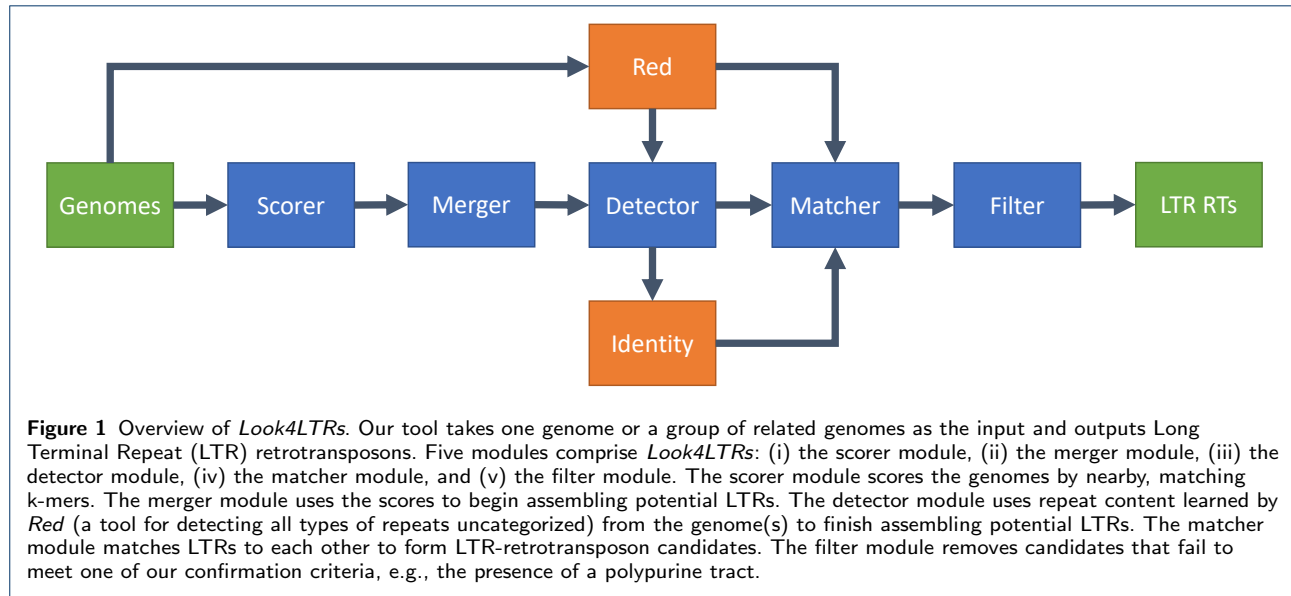 Red
Genomes
Scorer
Merger
Detector
Matcher
Filter
LTR RTs
Identity
Figure 1 Overview of Look4LTRs. Our tool takes one genome or a group of related genomes as the input and outputs Long
Terminal Repeat (LTR) retrotransposons. Five modules comprise Look4LTRs: (i) the scorer module, (ii) the merger module, (iii) the
detector module, (iv) the matcher module, and (v) the filter module. The scorer module scores the genomes by nearby, matching
k-mers. The merger module uses the scores to begin assembling potential LTRs. The detector module uses repeat content learned by
Red (a tool for detecting all types of repeats uncategorized) from the genome(s) to finish assembling potential LTRs. The matcher
module matches LTRs to each other to form LTR-retrotransposon candidates. The filter module removes candidates that fail to
meet one of our confirmation criteria, e.g., the presence of a polypurine tract.